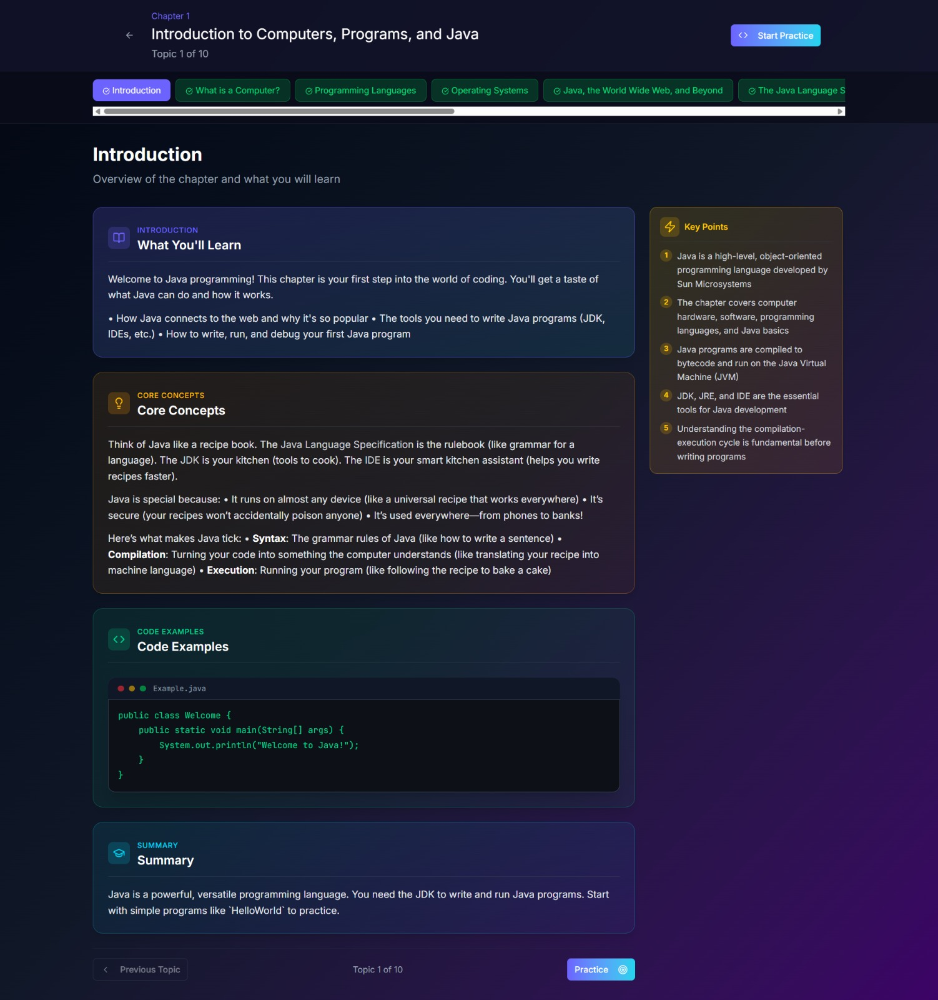 Chapter 1
Introduction to Computers, Programs, and Java
Topic 1 of 10
Start Practice
Introduction
What is a Computer?
Programming Languages
Operating Systems
Java, the World Wide Web, and Beyond
The Java Language S
Introduction
Overview of the chapter and what you will learn
INTRODUCTION
What You'll Learn
Welcome to Java programming! This chapter is your first step into the world of coding. You'll get a taste of
what Java can do and how it works.
• How Java connects to the web and why it's so popular • The tools you need to write Java programs (JDK,
IDEs, etc.) • How to write, run, and debug your first Java program
CORE CONCEPTS
Core Concepts
Think of Java like a recipe book. The Java Language Specification is the rulebook (like grammar for a
language). The JDK is your kitchen (tools to cook). The IDE is your smart kitchen assistant (helps you write
recipes faster).
Java is special because: • It runs on almost any device (like a universal recipe that works everywhere) • It’s
secure (your recipes won’t accidentally poison anyone) • It’s used everywhere—from phones to banks!
Here’s what makes Java tick: • Syntax: The grammar rules of Java (like how to write a sentence) •
Compilation: Turning your code into something the computer understands (like translating your recipe into
machine language) • Execution: Running your program (like following the recipe to bake a cake)
CODE EXAMPLES
Code Examples
Example.java
public class Welcome {
    public static void main(String[] args) {
        System.out.println("Welcome to Java!");
    }
}
SUMMARY
Summary
Java is a powerful, versatile programming language. You need the JDK to write and run Java programs. Start
with simple programs like `HelloWorld` to practice.
Previous Topic
Topic 1 of 10
Practice
Key Points
1 Java is a high-level, object-oriented
programming language developed by
Sun Microsystems
2 The chapter covers computer
hardware, software, programming
languages, and Java basics
3 Java programs are compiled to
bytecode and run on the Java Virtual
Machine (JVM)
4 JDK, JRE, and IDE are the essential
tools for Java development
5 Understanding the compilation-
execution cycle is fundamental before
writing programs